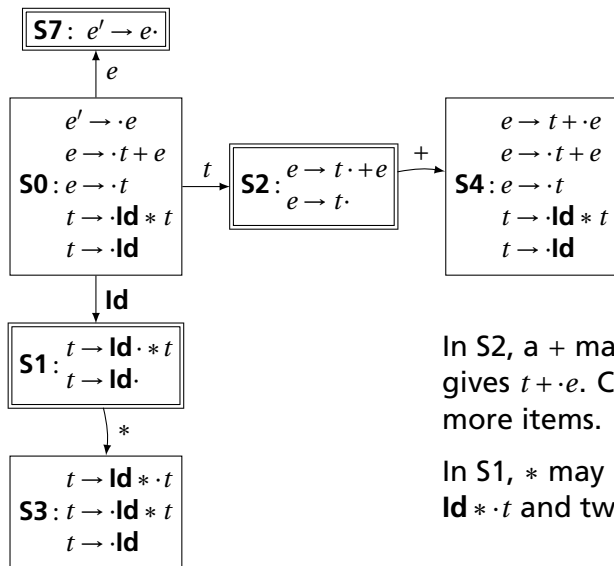 S7: e′ → e·
e
e′ → ·e
e → ·t + e
S0: e → ·t
t → ·Id ∗ t
t → ·Id
t
S2: e → t· + e
e → t·
+
e → t + ·e
e → ·t + e
S4: e → ·t
t → ·Id ∗ t
t → ·Id
Id
S1: t → Id· ∗ t
t → Id·
∗
t → Id ∗ ·t
S3: t → ·Id ∗ t
t → ·Id
In S2, a + ma
gives t + ·e. C
more items.
In S1, ∗ may
Id ∗ ·t and tw